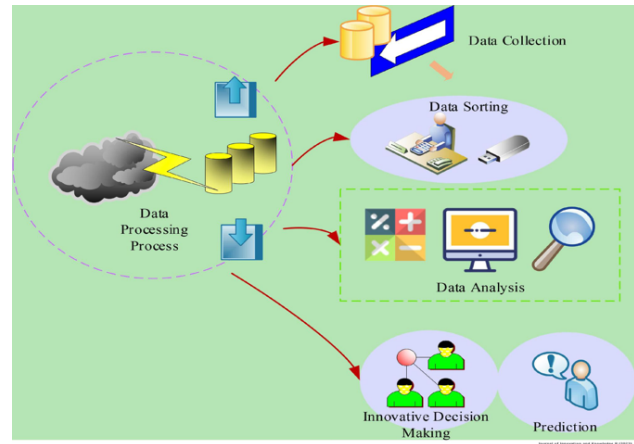 Data Collection
Data Sorting
Data
Processing
Process
Data Analysis
Innovative Decision
Making
Prediction